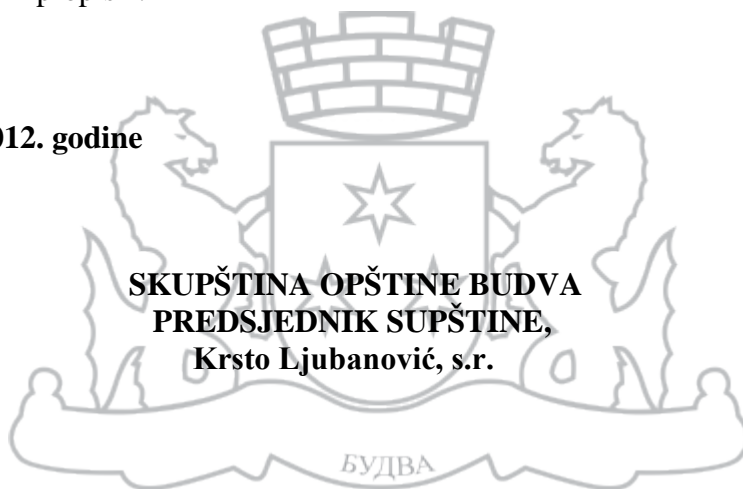 012. godine
SKUPŠTINA OPŠTINE BUDVA
PREDSJEDNIK SUPŠTINE,
Krsto Ljubanović, s.r.
БУДВА